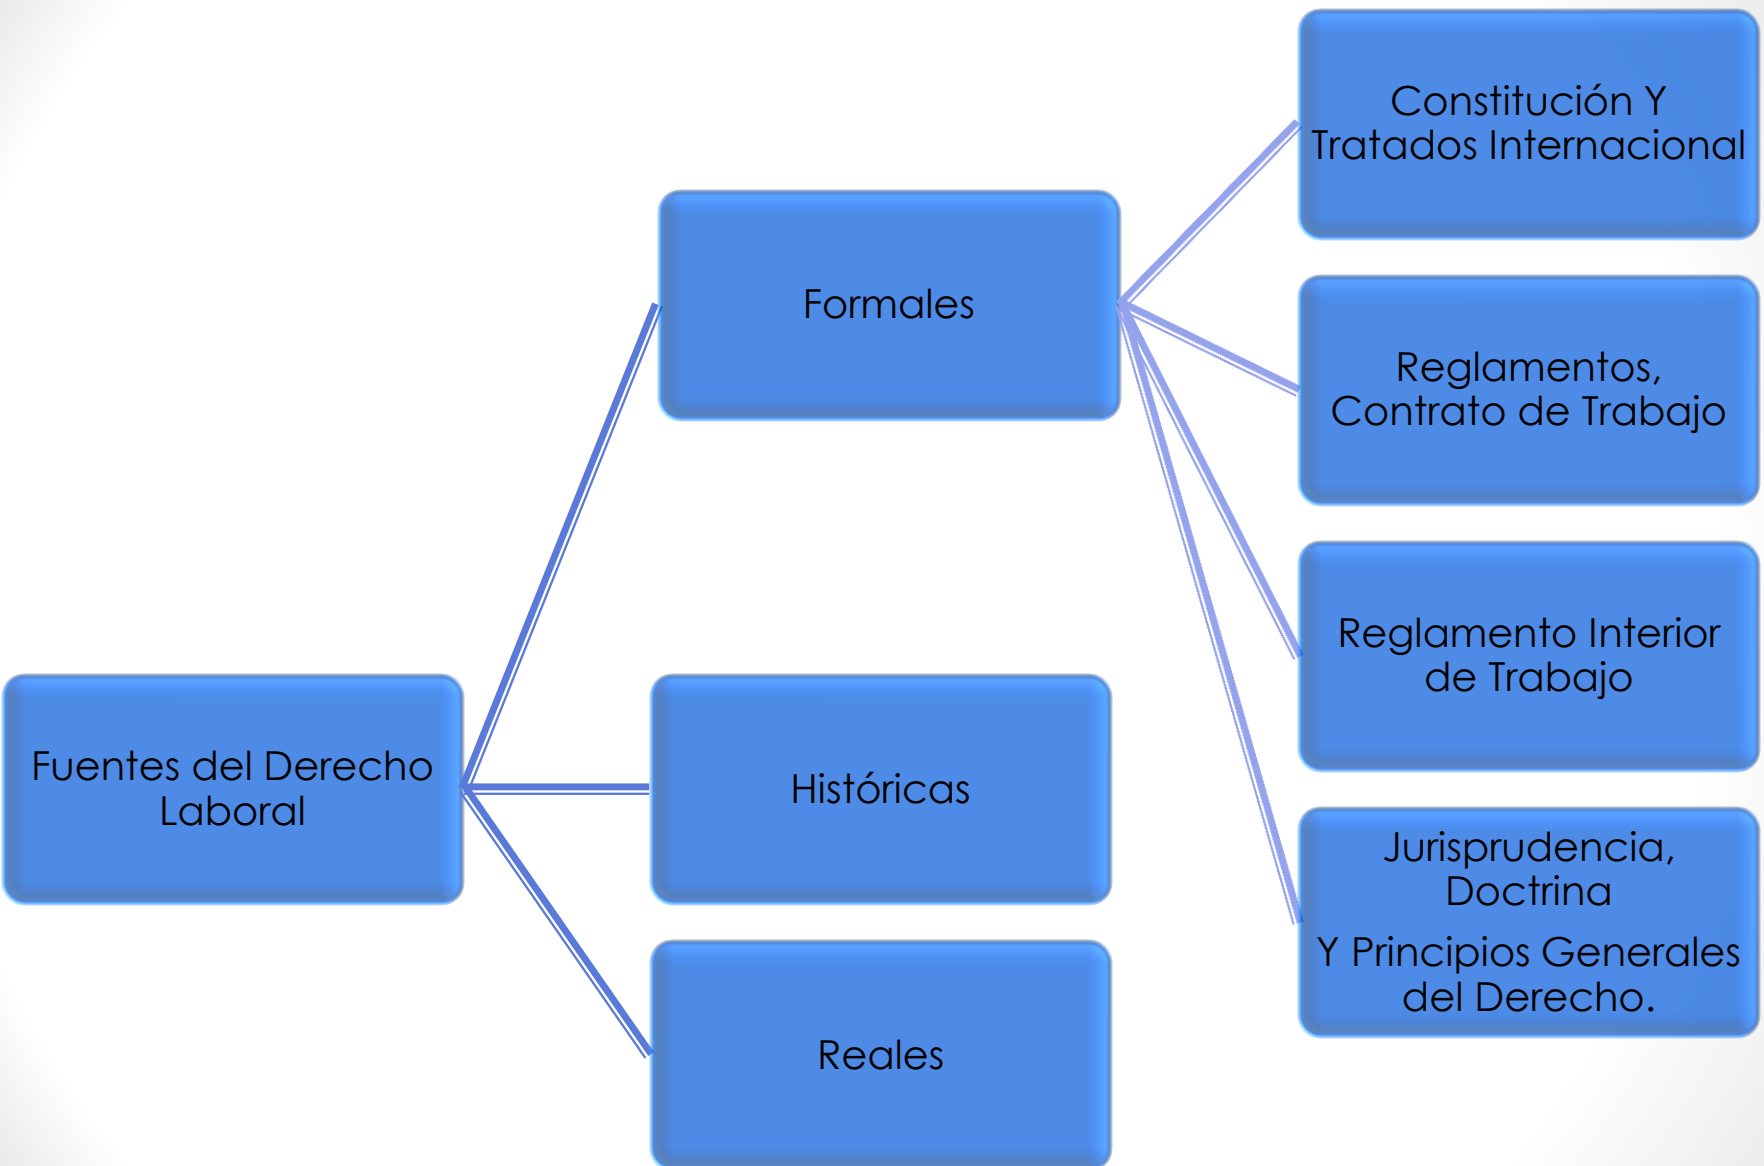 Fuentes del Derecho
Laboral
Formales
Históricas
Reales
Constitución Y
Tratados Internacional
Reglamentos,
Contrato de Trabajo
Reglamento Interior
de Trabajo
Jurisprudencia,
Doctrina
Y Principios Generales
del Derecho.